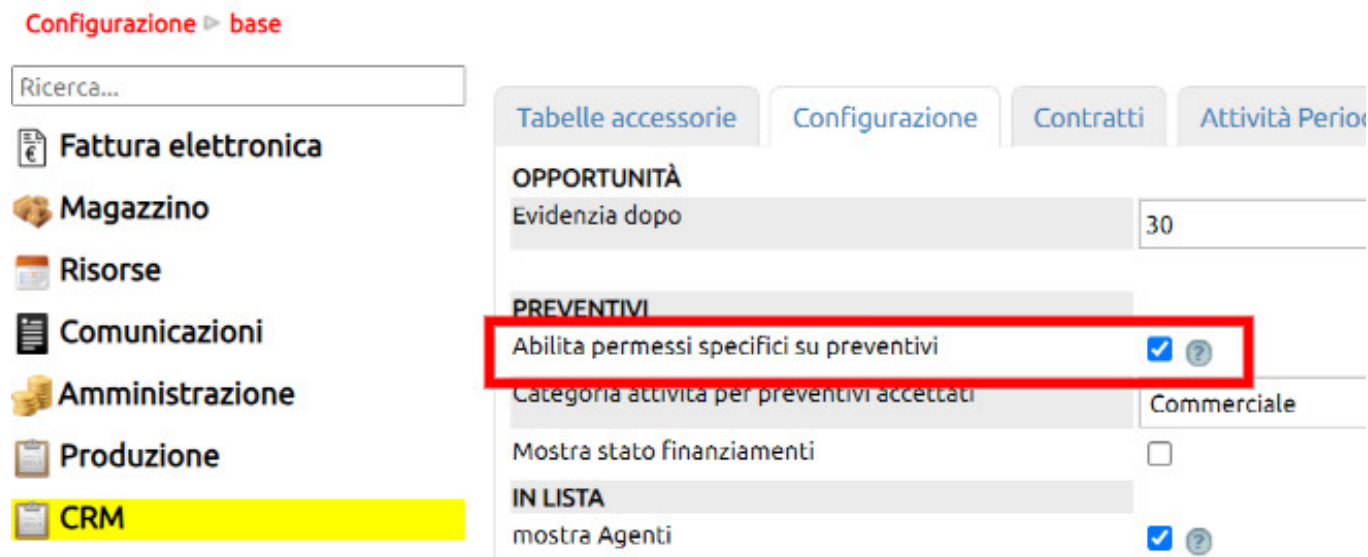 Configurazione base
Ricerca...
Fattura elettronica
Magazzino
Risorse
Comunicazioni
Amministrazione
Produzione
CRM
Tabelle accessorie
Configurazione
Contratti
Attività Perio
OPPORTUNITÀ
Evidenzia dopo 30
PREVENTIVI
Abilita permessi specifici su preventivi ?
Categoria attività per preventivi accettati Commerciale
Mostra stato finanziamenti
IN LISTA
mostra Agenti ?